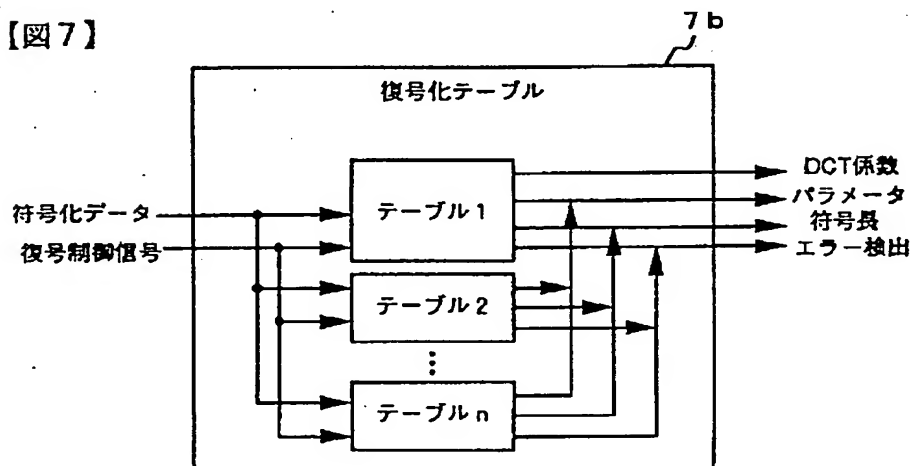 【図7】
7b
復号化テーブル
符号化データ
復号制御信号
テーブル1
テーブル2
⋮
テーブルn
DCT係数
パラメータ
符号長
エラー検出